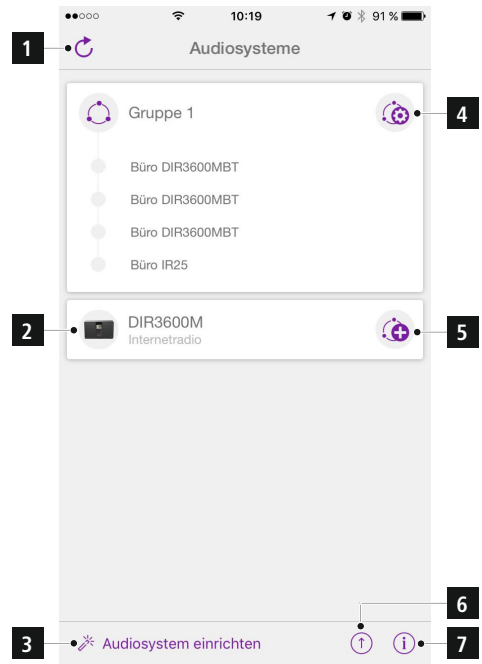 10:19
91 %
1
Audiosysteme
Gruppe 1
4
Büro DIR3600MBT
Büro DIR3600MBT
Büro DIR3600MBT
Büro IR25
2
DIR3600M
Internetradio
5
6
3
Audiosystem einrichten
7